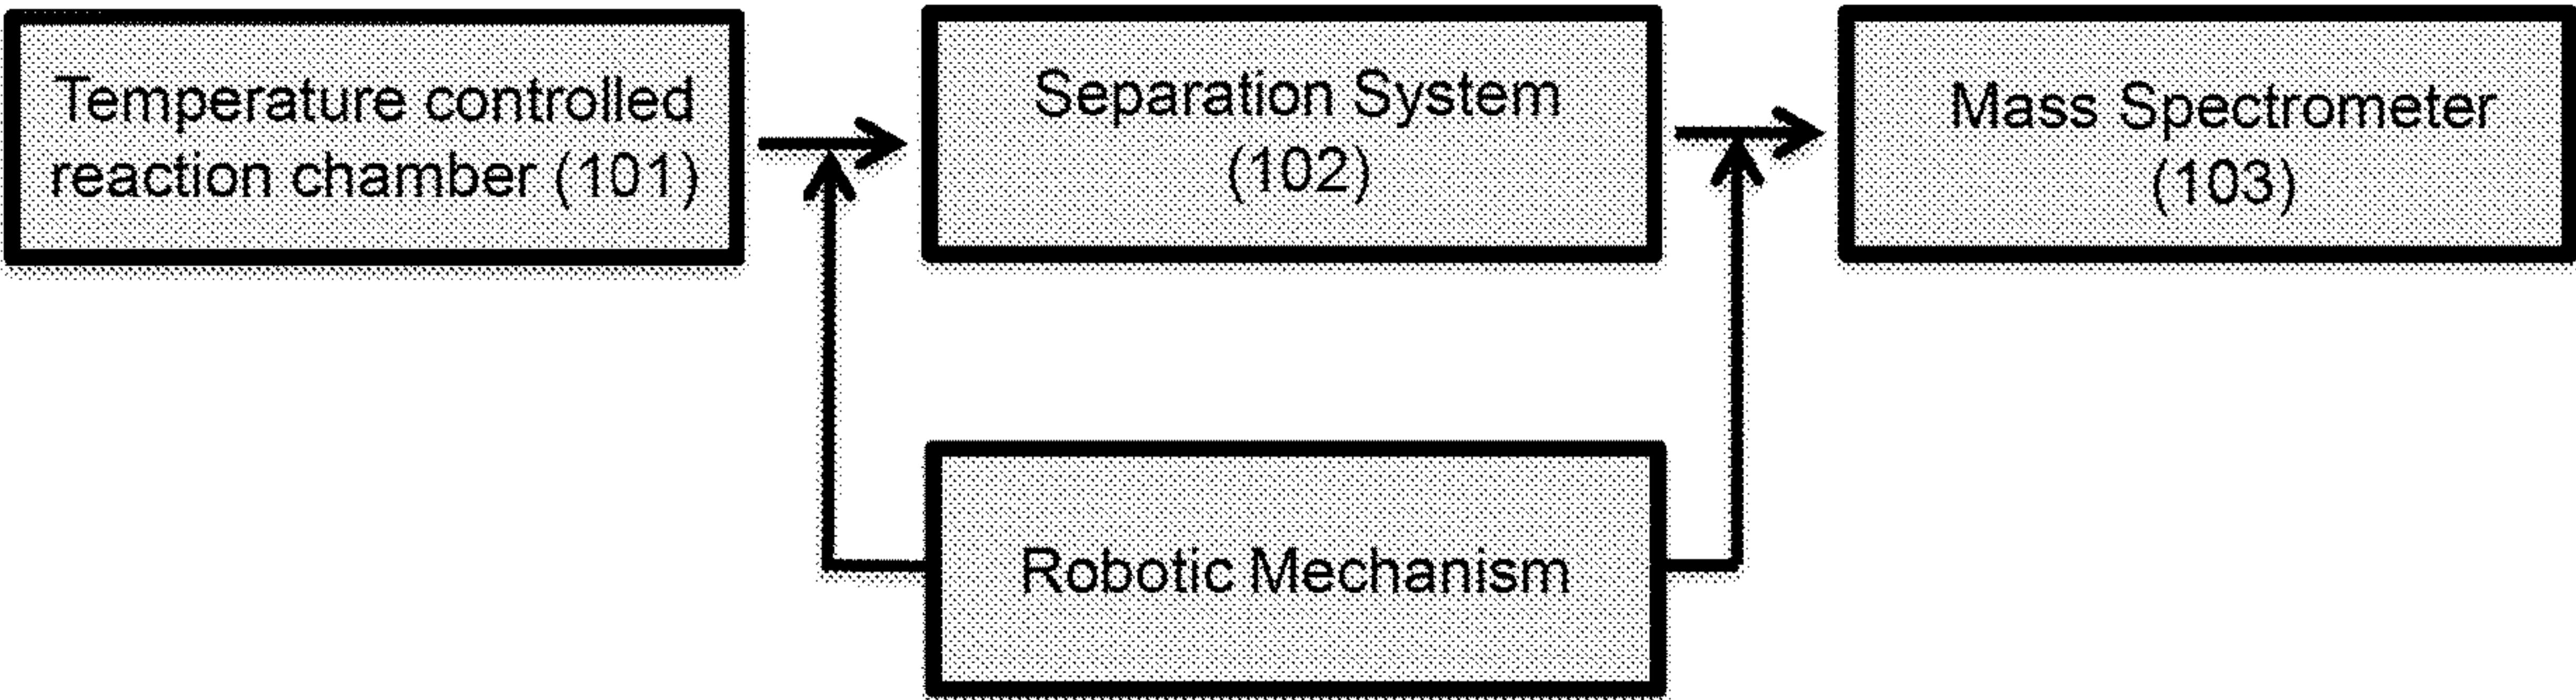 Temperature controlled
reaction chamber (101)
Separation System
(102)
Mass Spectrometer
(103)
Robotic Mechanism